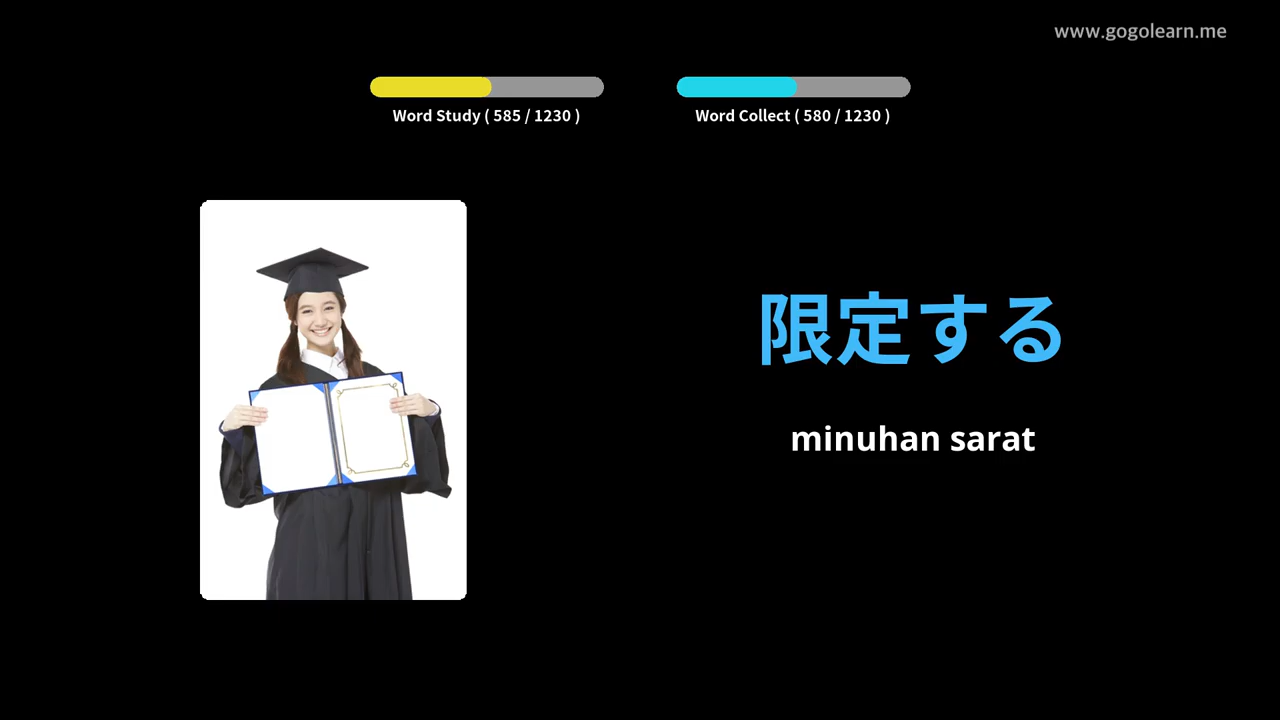 www.gogolearn.me
Word Study ( 585 / 1230 )
Word Collect ( 580 / 1230 )
限定する
minuhan sarat